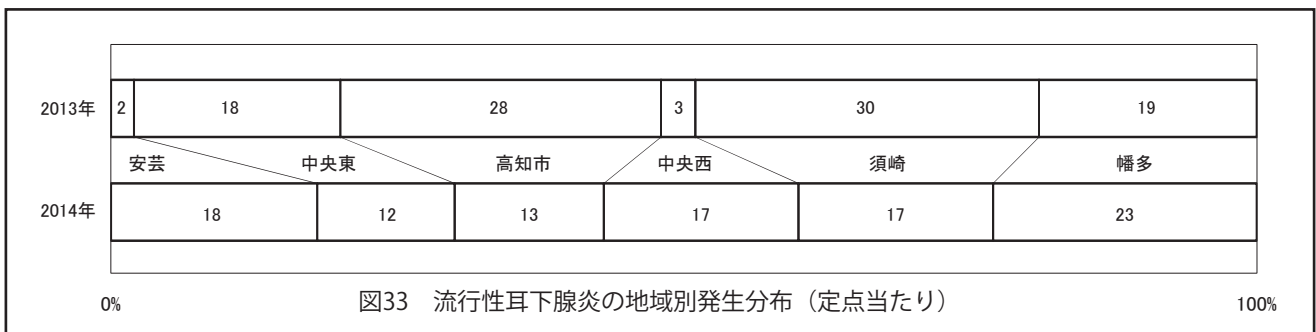 2013年 2 18 28 3 30 19
安芸 中央東 高知市 中央西 須崎 幡多
2014年 18 12 13 17 17 23
0% 図33 流行性耳下腺炎の地域別発生分布（定点当たり） 100%